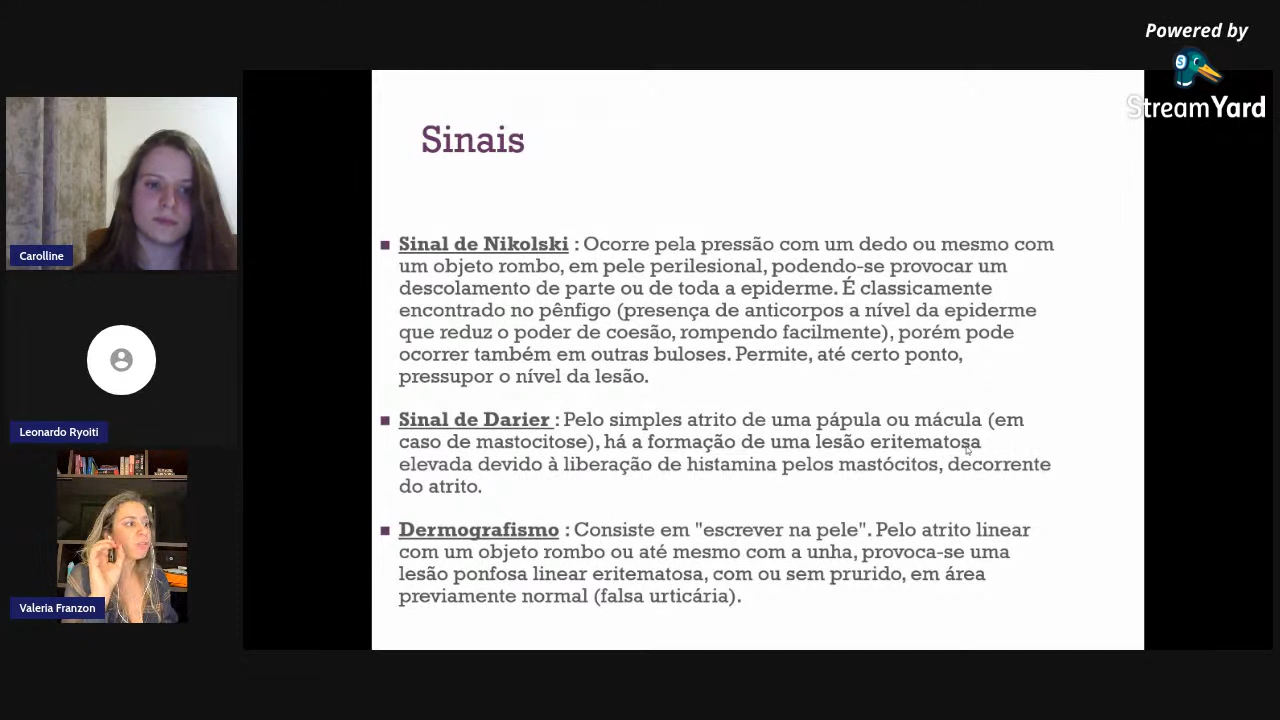 Powered by
StreamYard
Carolline
Leonardo Ryoiti
Valeria Franzon
Sinais
Sinal de Nikolski : Ocorre pela pressão com um dedo ou mesmo com
um objeto rombo, em pele perilesional, podendo-se provocar um
descolamento de parte ou de toda a epiderme. É classicamente
encontrado no pênfigo (presença de anticorpos a nível da epiderme
que reduz o poder de coesão, rompendo facilmente), porém pode
ocorrer também em outras buloses. Permite, até certo ponto,
pressupor o nível da lesão.
Sinal de Darier : Pelo simples atrito de uma pápula ou mácula (em
caso de mastocitose), há a formação de uma lesão eritematosa
elevada devido à liberação de histamina pelos mastócitos, decorrente
do atrito.
Dermografismo : Consiste em "escrever na pele". Pelo atrito linear
com um objeto rombo ou até mesmo com a unha, provoca-se uma
lesão ponfosa linear eritematosa, com ou sem prurido, em área
previamente normal (falsa urticária).